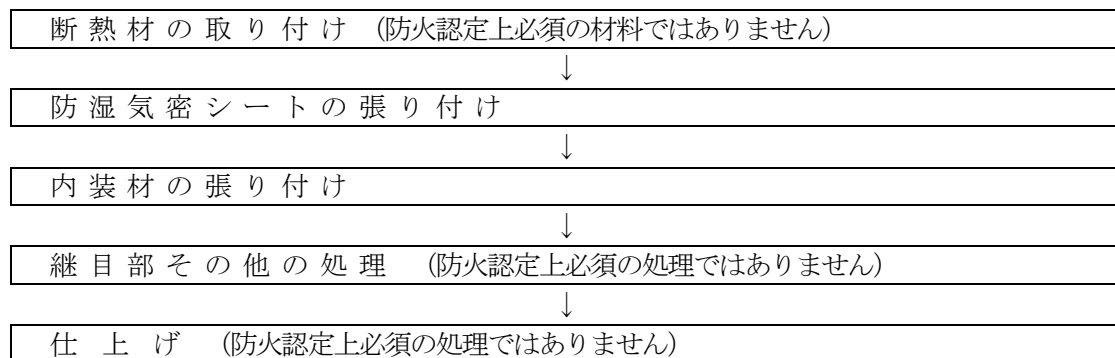 断熱材の取り付け (防火認定上必須の材料ではありません)
↓
防湿気密シートの張り付け
↓
内装材の張り付け
↓
継目部その他の処理 (防火認定上必須の処理ではありません)
↓
仕上げ (防火認定上必須の処理ではありません)